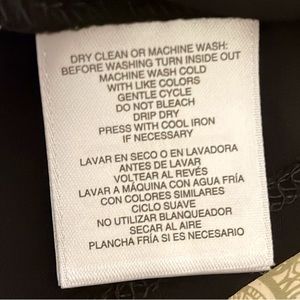 DRY CLEAN OR MACHINE WASH:
BEFORE WASHING TURN INSIDE OUT
MACHINE WASH COLD
WITH LIKE COLORS
GENTLE CYCLE
DO NOT BLEACH
DRIP DRY
PRESS WITH COOL IRON
IF NECESSARY
LAVAR EN SECO O EN LAVADORA
ANTES DE LAVAR
VOLTEAR AL REVÉS
LAVAR A MÁQUINA CON AGUA FRÍA
CON COLORES SIMILARES
CICLO SUAVE
NO UTILIZAR BLANQUEADOR
SECAR AL AIRE
PLANCHA FRÍA SI ES NECESARIO